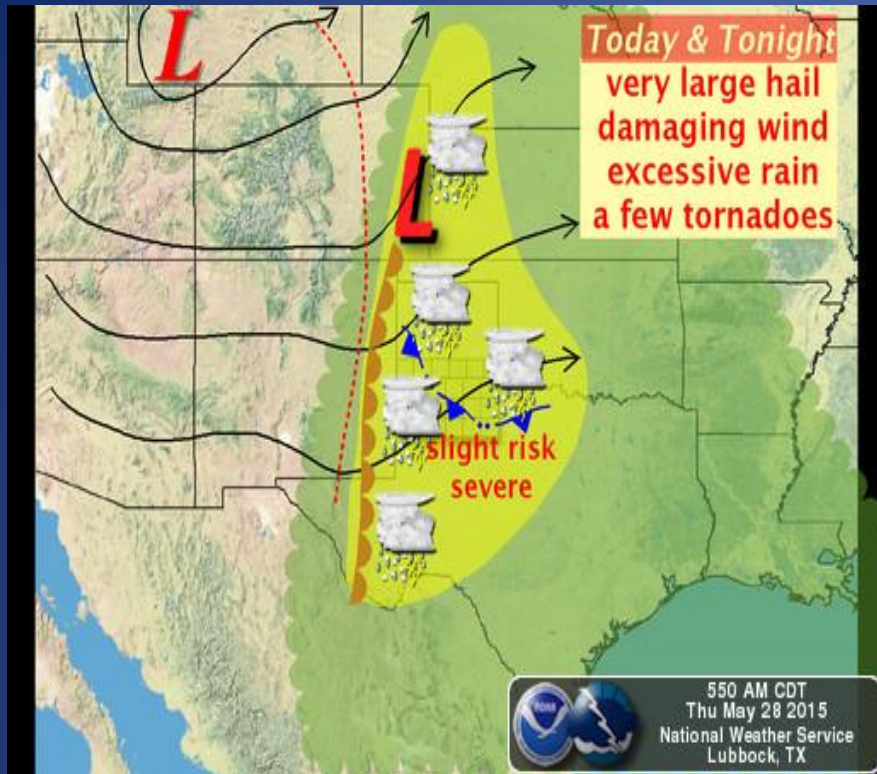 L
Today & Tonight
very large hail
damaging wind
excessive rain
a few tornadoes
L
slight risk
severe
550 AM CDT
Thu May 28 2015
National Weather Service
Lubbock, TX